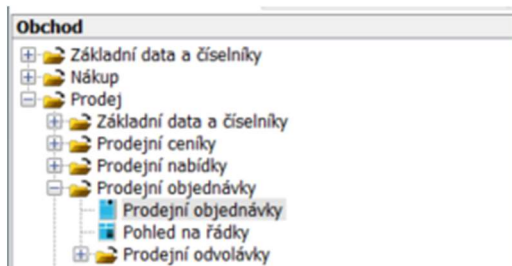 Obchod
Základní data a číselníky
Nákup
Prodej
Základní data a číselníky
Prodejní ceníky
Prodejní nabídky
Prodejní objednávky
Prodejní objednávky
Pohled na řádky
Prodejní odvolávky